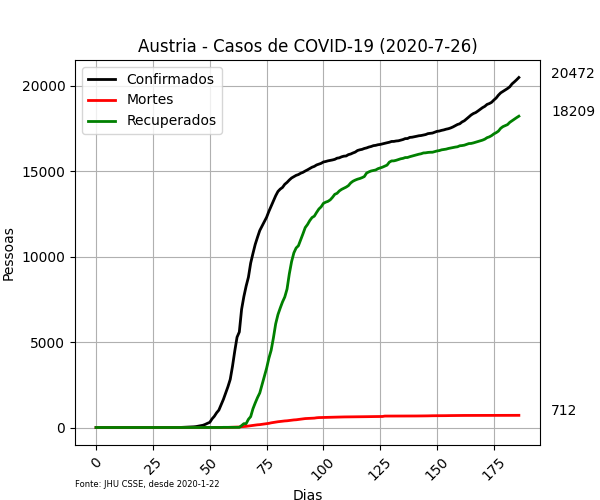 Austria - Casos de COVID-19 (2020-7-26)
Confirmados
Mortes
Recuperados
20472
18209
712
Pessoas
20000
15000
10000
5000
0
0 25 50 75 100 125 150 175
Dias
Fonte: JHU CSSE, desde 2020-1-22